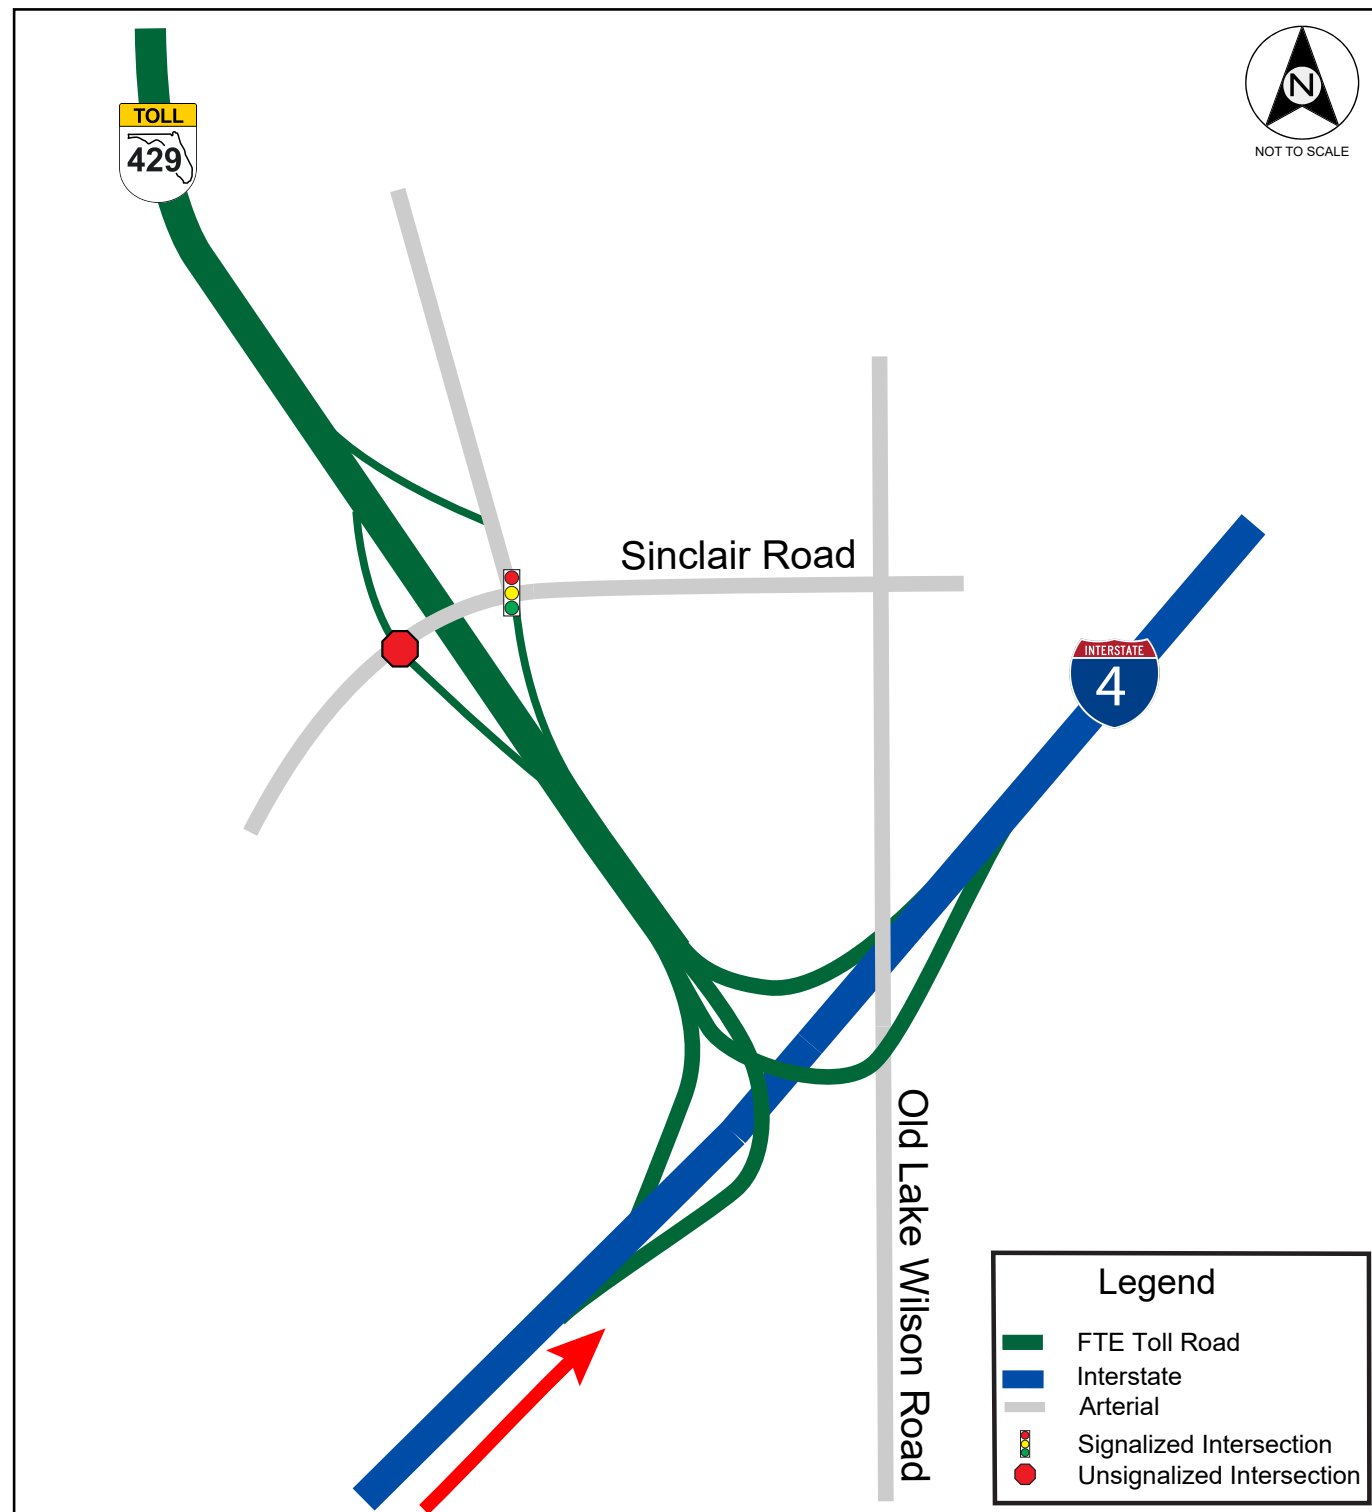 TOLL
429
N
NOT TO SCALE
Sinclair Road
INTERSTATE
4
Old Lake Wilson Road
Legend
FTE Toll Road
Interstate
Arterial
Signalized Intersection
Unsignalized Intersection